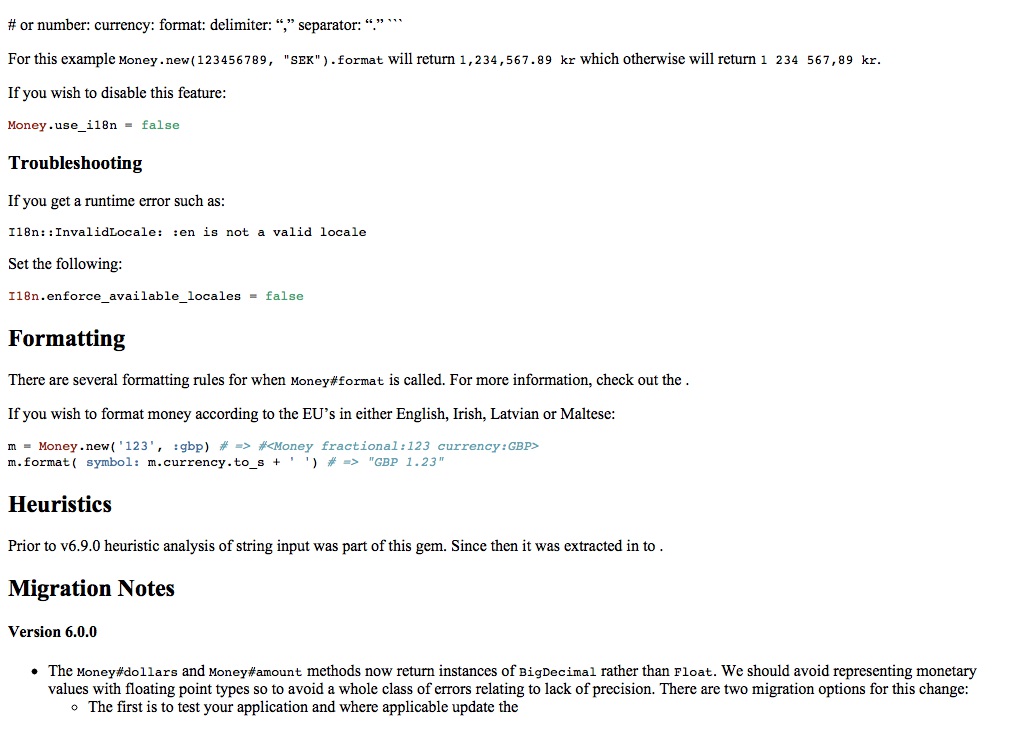 # or number: currency: format: delimiter: “,” separator: “.” ```
For this example Money.new(123456789, "SEK").format will return 1,234,567.89 kr which otherwise will return 1 234 567,89 kr.
If you wish to disable this feature:
Money.use_i18n = false
Troubleshooting
If you get a runtime error such as:
I18n::InvalidLocale: :en is not a valid locale
Set the following:
I18n.enforce_available_locales = false
Formatting
There are several formatting rules for when Money#format is called. For more information, check out the .
If you wish to format money according to the EU’s in either English, Irish, Latvian or Maltese:
m = Money.new('123', :gbp) # => #<Money fractional:123 currency:GBP>
m.format( symbol: m.currency.to_s + ' ') # => "GBP 1.23"
Heuristics
Prior to v6.9.0 heuristic analysis of string input was part of this gem. Since then it was extracted in to .
Migration Notes
Version 6.0.0
• The Money#dollars and Money#amount methods now return instances of BigDecimal rather than Float. We should avoid representing monetary
values with floating point types so to avoid a whole class of errors relating to lack of precision. There are two migration options for this change:
◦ The first is to test your application and where applicable update the